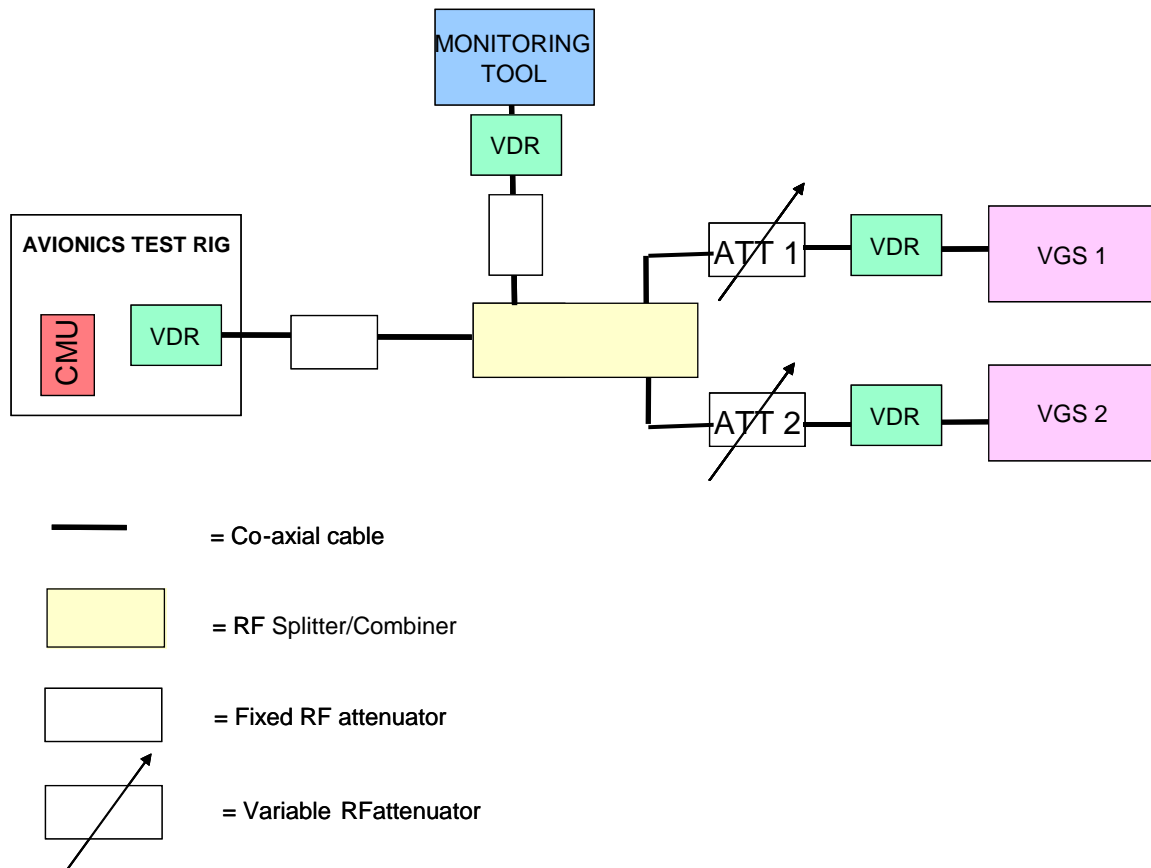 MONITORING
TOOL
VDR
AVIONICS TEST RIG
CMU
VDR
ATT 1
VDR
VGS 1
ATT 2
VDR
VGS 2
= Co-axial cable
= RF Splitter/Combiner
= Fixed RF attenuator
= Variable RFattenuator